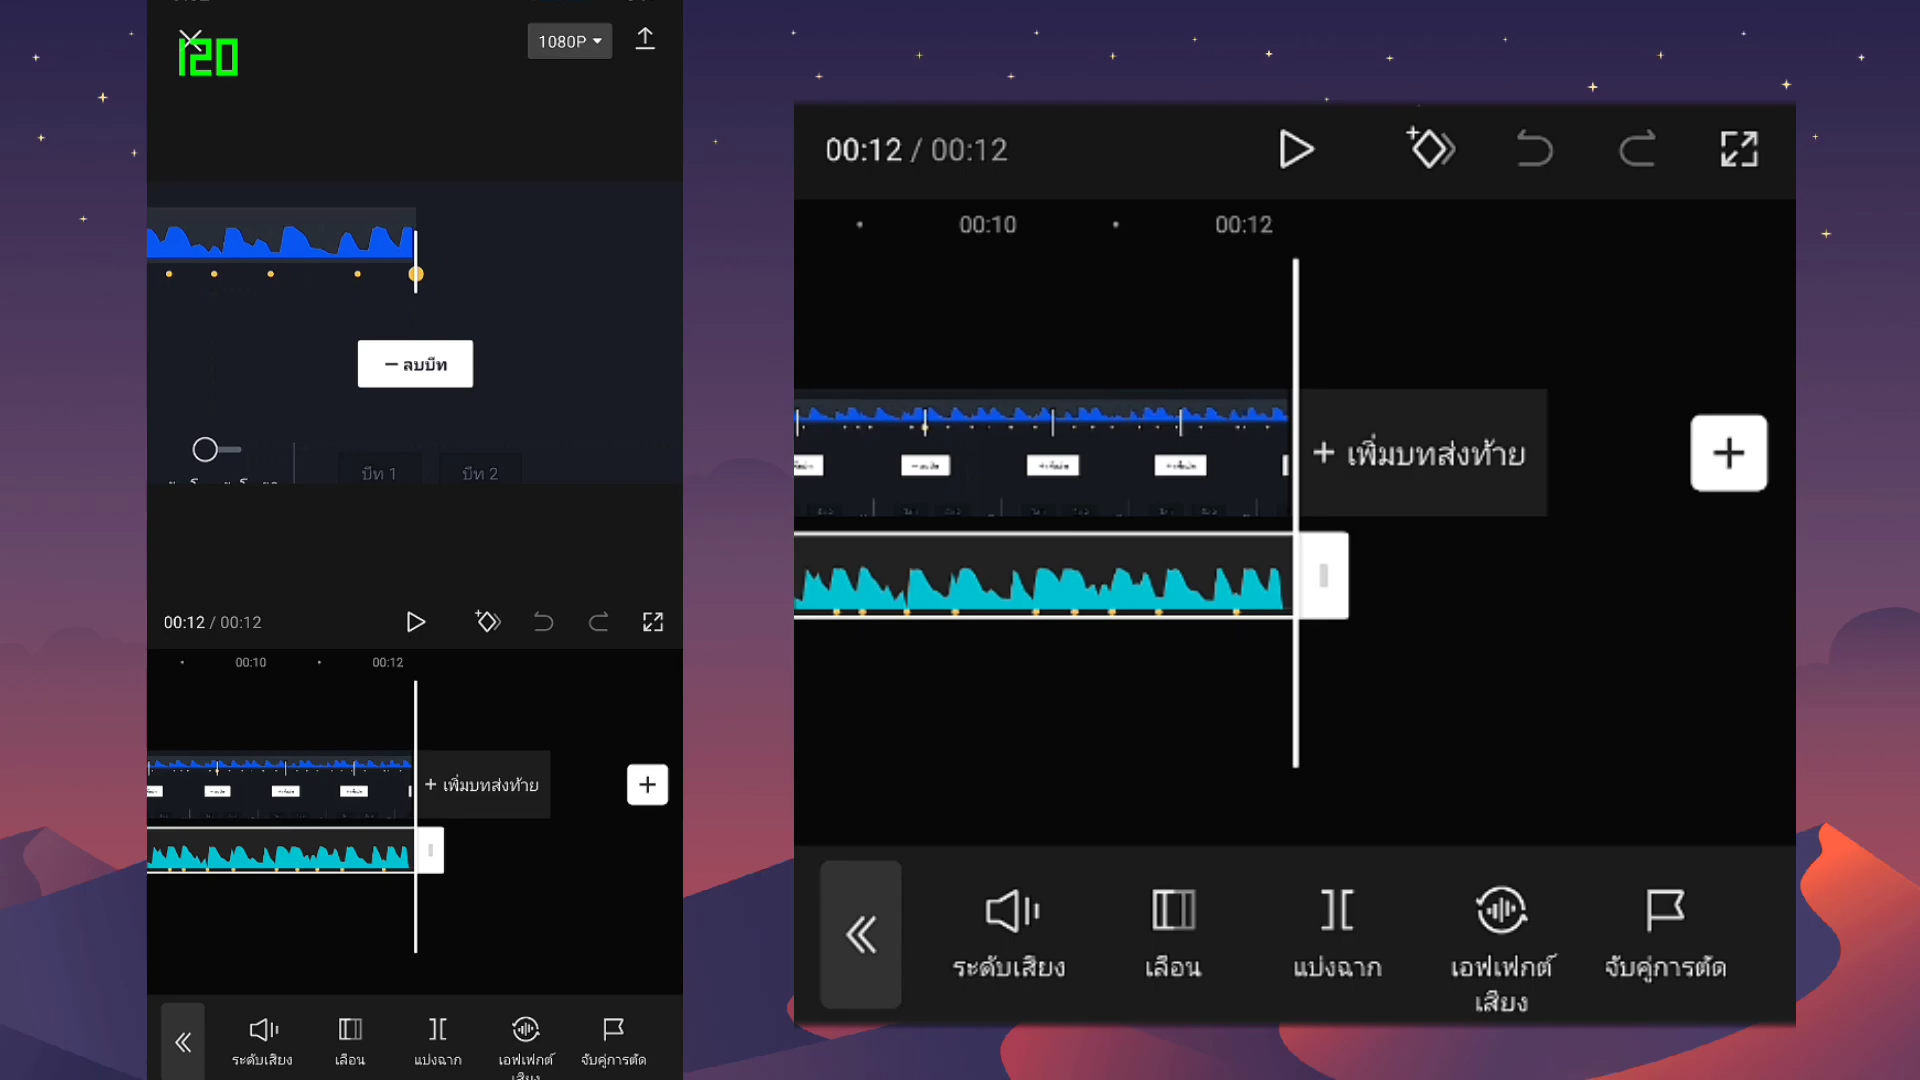 120
1080P
— ลบบีท
บีท 1
บีท 2
00:12 / 00:12
00:10
00:12
+ เพิ่มบทส่งท้าย
ระดับเสียง
เลือน
แบ่งฉาก
เอฟเฟกต์
เสียง
จับคู่การตัด
00:12 / 00:12
00:10
00:12
+ เพิ่มบทส่งท้าย
ระดับเสียง
เลือน
แบ่งฉาก
เอฟเฟกต์
เสียง
จับคู่การตัด